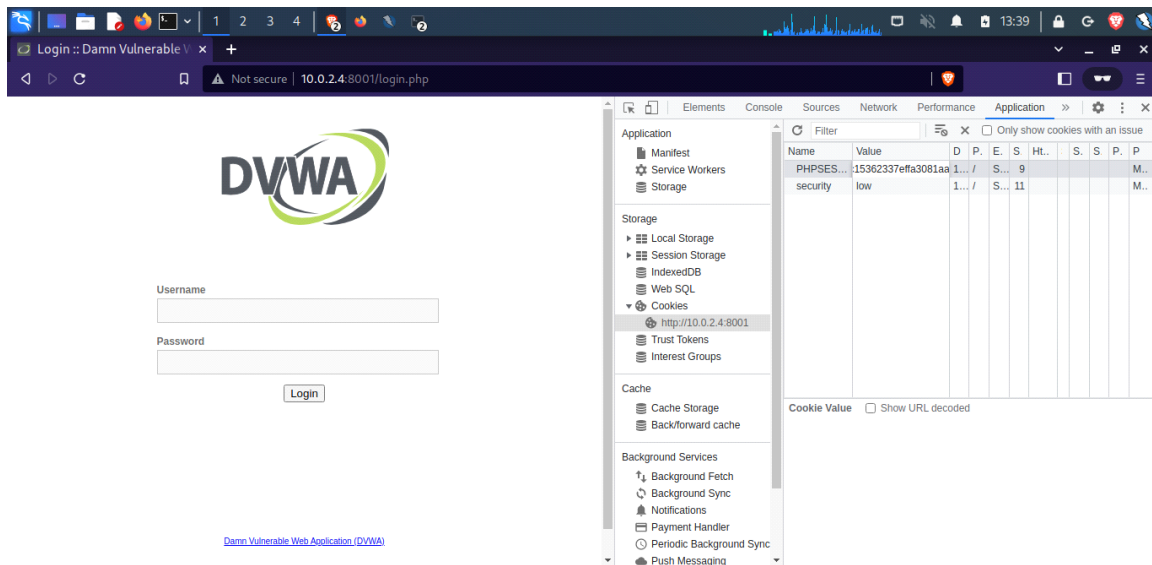 1 2 3 4 2 2 13:39
Login :: Damn Vulnerable W
Not secure 10.0.2.4:8001/login.php
DVWA
Username
Password
Login
Damn Vulnerable Web Application (DVWA)
Elements Console Sources Network Performance Application »
Application
Manifest
Service Workers
Storage
Storage
Local Storage
Session Storage
IndexedDB
Web SQL
Cookies
http://10.0.2.4:8001
Trust Tokens
Interest Groups
Cache
Cache Storage
Back/forward cache
Background Services
Background Fetch
Background Sync
Notifications
Payment Handler
Periodic Background Sync
Push Messaging
Filter Only show cookies with an issue
Name Value D P. E. S Ht.. S. S P. P
PHPSES... :15362337effa3081aa 1... / S... 9 M..
security low 1... / S... 11 M..
Cookie Value Show URL decoded